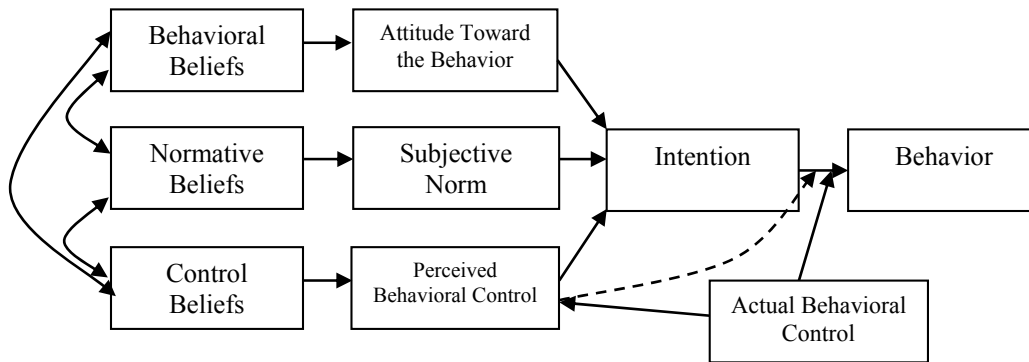 Behavioral
Beliefs
Attitude Toward
the Behavior
Normative
Beliefs
Subjective
Norm
Intention
Behavior
Control
Beliefs
Perceived
Behavioral Control
Actual Behavioral
Control